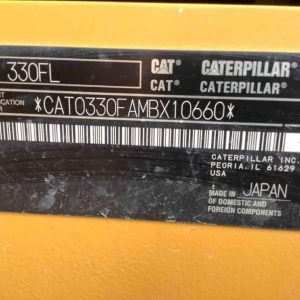 330FL CAT CATERPILLAR
CAT CATERPILLAR
*CAT0330FAMBX10660*
CATERPILLAR INC.
PEORIA, IL 61629
USA
MADE IN JAPAN
OF DOMESTIC AND
FOREIGN COMPONENTS